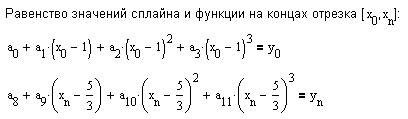 Равенство значений сплайна и функции на концах отрезка [x₀,xₙ]:
a₀ + a₁·(x₀ − 1) + a₂·(x₀ − 1)² + a₃·(x₀ − 1)³ = y₀
a₈ + a₉·(xₙ − 5/3) + a₁₀·(xₙ − 5/3)² + a₁₁·(xₙ − 5/3)³ = yₙ